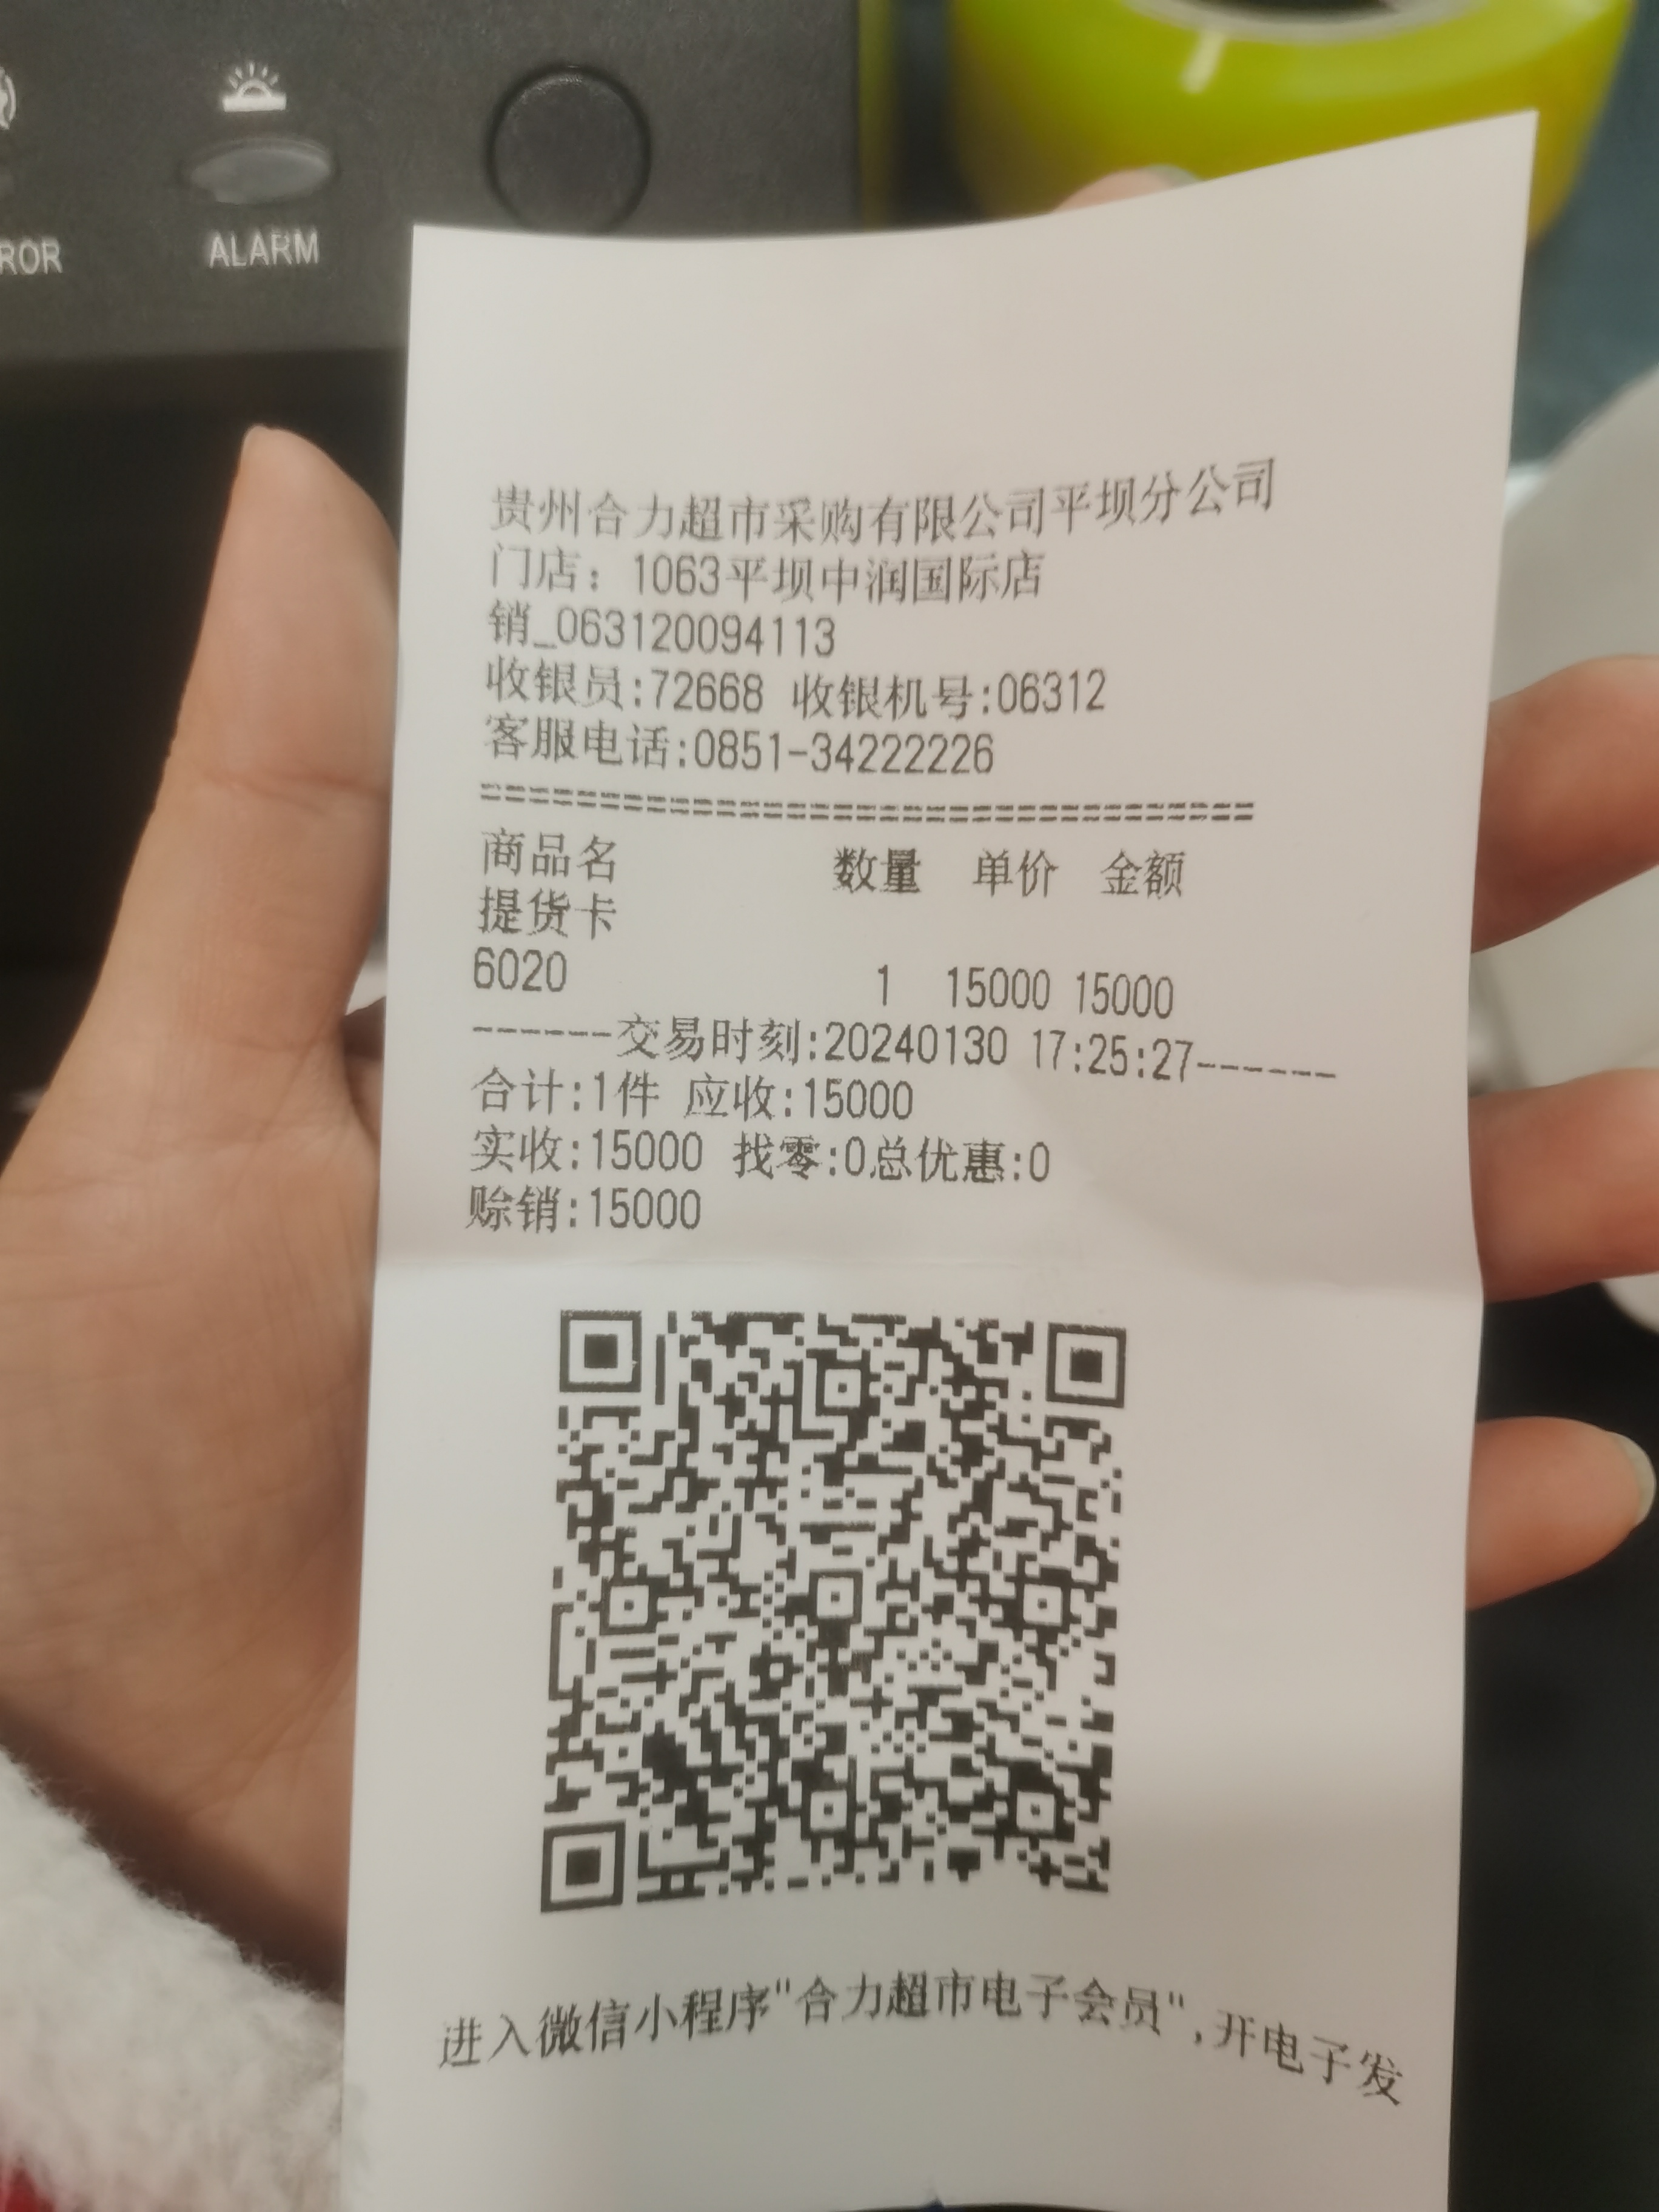 ROR
ALARM
贵州合力超市采购有限公司平坝分公司
门店：1063平坝中润国际店
销_063120094113
收银员:72668 收银机号:06312
客服电话:0851-34222226
==================================
商品名 数量 单价 金额
提货卡
6020 1 15000 15000
------交易时刻:20240130 17:25:27------
合计:1件 应收:15000
实收:15000 找零:0总优惠:0
赊销:15000
进入微信小程序"合力超市电子会员",开电子发